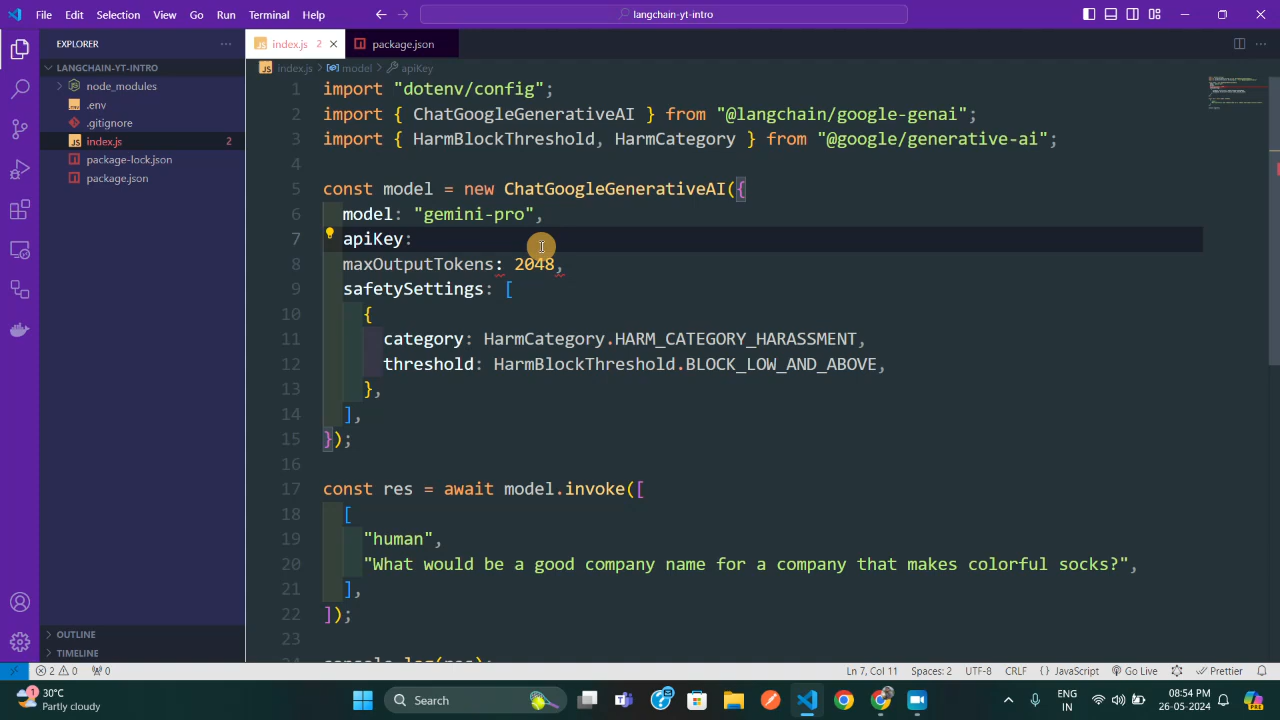 File Edit Selection View Go Run Terminal Help
langchain-yt-intro
EXPLORER
LANGCHAIN-YT-INTRO
node_modules
.env
.gitignore
index.js 2
package-lock.json
package.json
OUTLINE
TIMELINE
index.js 2
package.json
index.js > model > apiKey
1 import "dotenv/config";
2 import { ChatGoogleGenerativeAI } from "@langchain/google-genai";
3 import { HarmBlockThreshold, HarmCategory } from "@google/generative-ai";
4
5 const model = new ChatGoogleGenerativeAI({
6 model: "gemini-pro",
7 apiKey:
8 maxOutputTokens: 2048,
9 safetySettings: [
10 {
11 category: HarmCategory.HARM_CATEGORY_HARASSMENT,
12 threshold: HarmBlockThreshold.BLOCK_LOW_AND_ABOVE,
13 },
14 ],
15 });
16
17 const res = await model.invoke([
18 [
19 "human",
20 "What would be a good company name for a company that makes colorful socks?",
21 ],
22 ]);
23
24 console.log(res);
2 0 0
Ln 7, Col 11 Spaces: 2 UTF-8 CRLF { } JavaScript Go Live Prettier
1
30°C
Partly cloudy
Search
ENG
IN
08:54 PM
26-05-2024
PRE